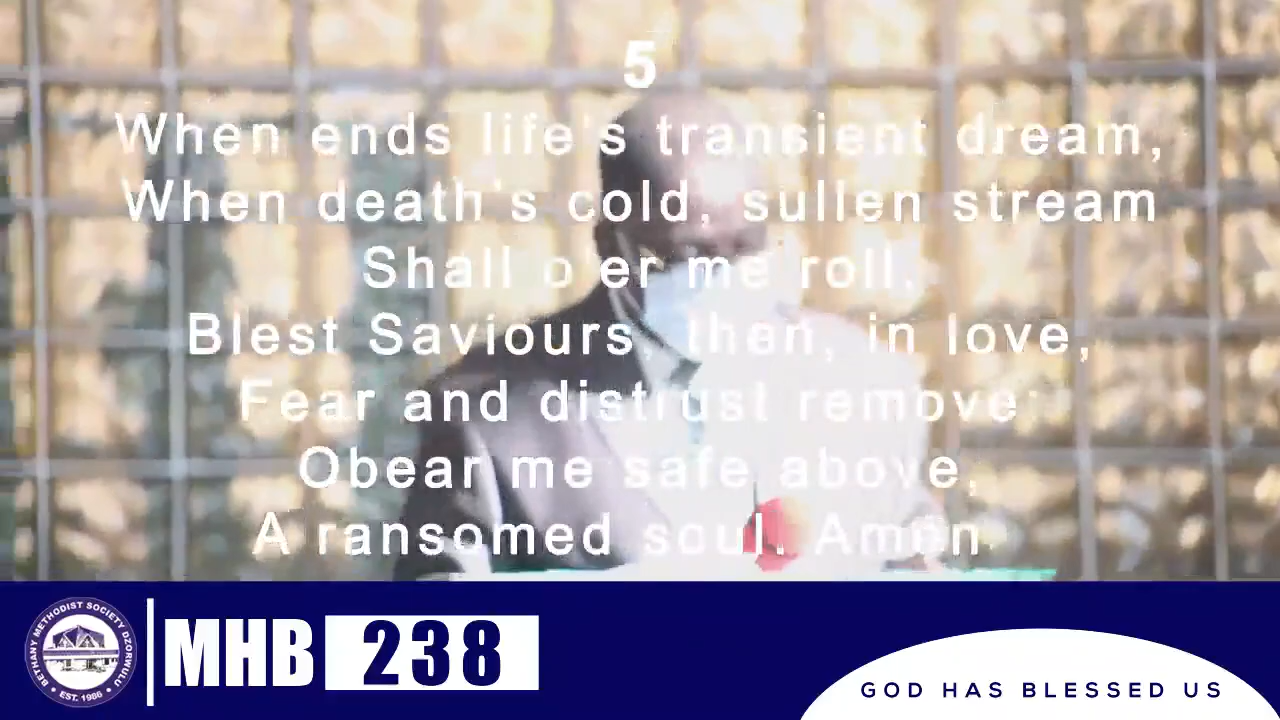 5
When ends life's transient dream,
When death's cold, sullen stream
Shall o'er me roll,
Blest Saviours, then, in love,
Fear and distrust remove;
Obear me safe above,
A ransomed soul. Amen.
BETHANY METHODIST SOCIETY DZORWULU
• EST. 1986 •
MHB 238
GOD HAS BLESSED US